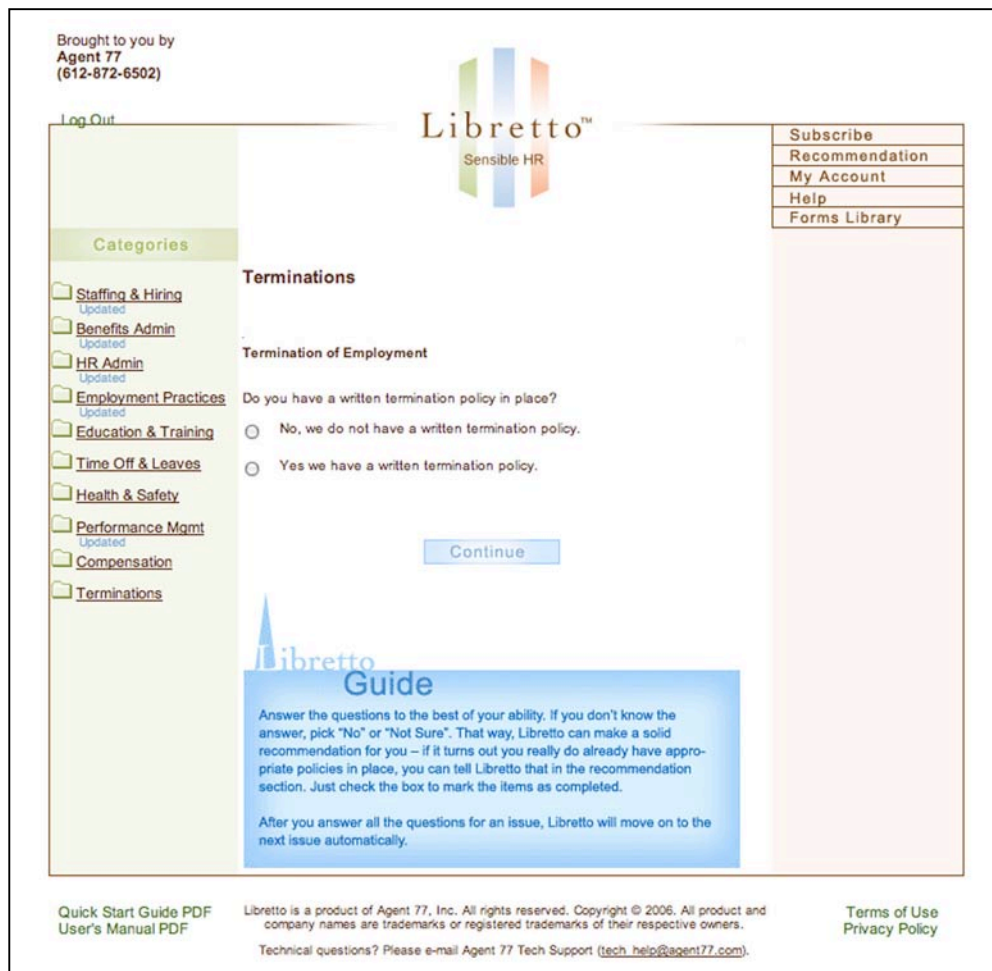 Brought to you by
Agent 77
(612-872-6502)
Log Out
Libretto™
Sensible HR
Subscribe
Recommendation
My Account
Help
Forms Library
Categories
Staffing & Hiring
Updated
Benefits Admin
Updated
HR Admin
Updated
Employment Practices
Updated
Education & Training
Time Off & Leaves
Health & Safety
Performance Mgmt
Updated
Compensation
Terminations
Terminations
Termination of Employment
Do you have a written termination policy in place?
No, we do not have a written termination policy.
Yes we have a written termination policy.
Continue
Libretto
Guide
Answer the questions to the best of your ability. If you don't know the
answer, pick “No” or “Not Sure”. That way, Libretto can make a solid
recommendation for you – if it turns out you really do already have appro-
priate policies in place, you can tell Libretto that in the recommendation
section. Just check the box to mark the items as completed.
After you answer all the questions for an issue, Libretto will move on to the
next issue automatically.
Quick Start Guide PDF
User's Manual PDF
Libretto is a product of Agent 77, Inc. All rights reserved. Copyright © 2006. All product and
company names are trademarks or registered trademarks of their respective owners.
Technical questions? Please e-mail Agent 77 Tech Support (tech_help@agent77.com).
Terms of Use
Privacy Policy